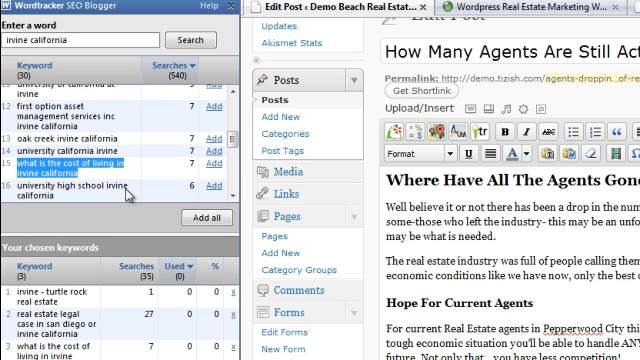 Wordtracker SEO Blogger Help
Enter a word
irvine california
Search
Keyword
(30)
Searches
(540)
university of california at
irvine
12 first option asset
management services inc
irvine california 7 Add
13 oak creek irvine california 7 Add
14 university california irvine 7 Add
15 what is the cost of living in
irvine california 7 Add
16 university high school irvine
california 6 Add
Add all
Your chosen keywords
Keyword
(3)
Searches
(35)
Used
(0)
%
1 irvine - turtle rock
real estate 1 0 0 x
2 real estate legal
case in san diego or
irvine california 27 0 0 x
3 what is the cost of
living in irvine 7 0 0 x
Edit Post ‹ Demo Beach Real Estat...
Wordpress Real Estate Marketing W...
Updates
Akismet Stats
Posts
Posts
Add New
Categories
Post Tags
Media
Links
Pages
Pages
Add New
Category Groups
Comments
Forms
Edit Forms
New Form
Edit Post
How Many Agents Are Still Act
Permalink: http://demo.tizish.com/agents-droppin...of-re
Get Shortlink
Upload/Insert
tr
B I ABC
Format
Where Have All The Agents Gone
Well believe it or not there has been a drop in the num
some-those who left the industry- this may be an unfo
may be what is needed.
The real estate industry was full of people calling them
economic conditions like we have now, only the best o
Hope For Current Agents
For current Real Estate agents in Pepperwood City thi
tough economic situation you'll be able to handle ANY
future. Not only that...you have less competition!